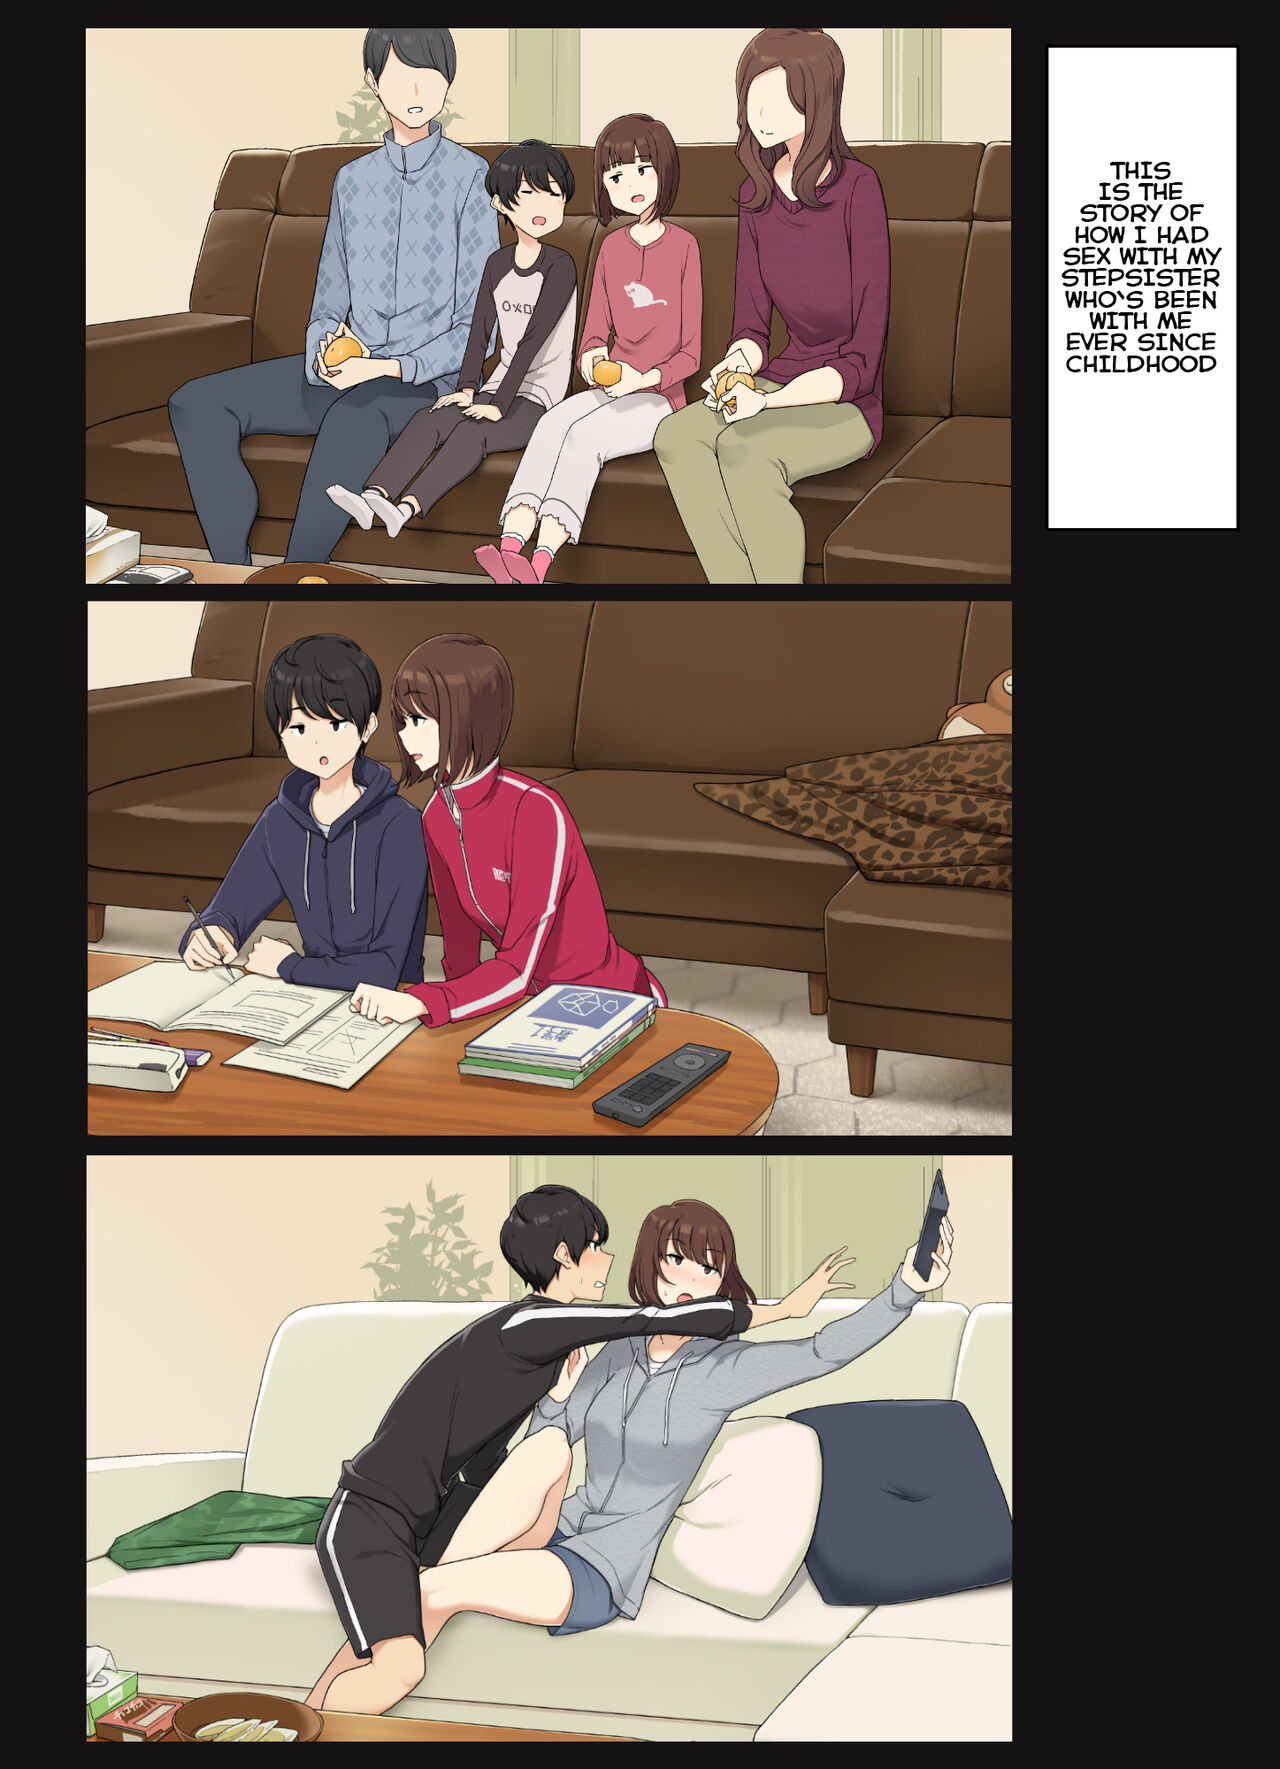 THIS
IS THE
STORY OF
HOW I HAD
SEX WITH MY
STEPSISTER
WHO'S BEEN
WITH ME
EVER SINCE
CHILDHOOD